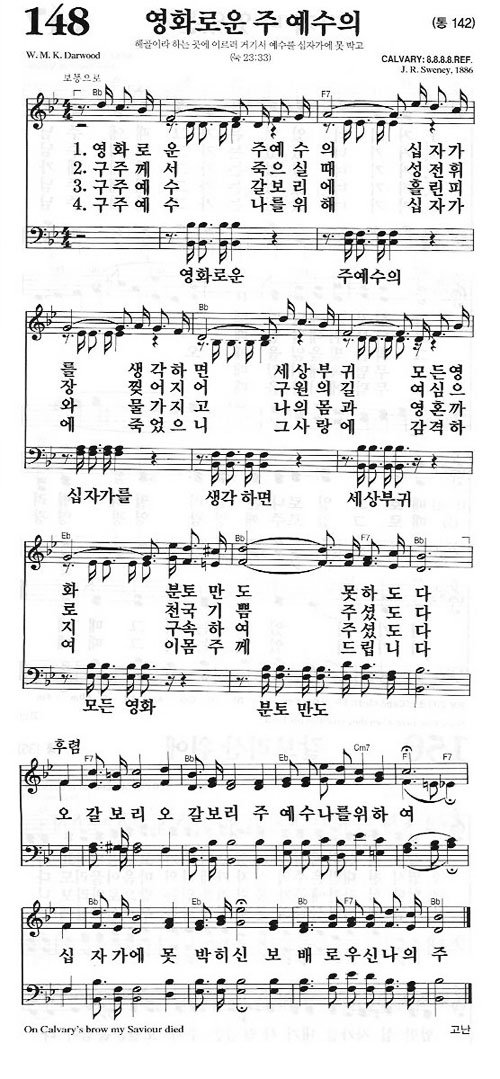 148
영화로운 주 예수의
(통 142)
해골이라 하는 곳에 이르러 거기서 예수를 십자가에 못 박고
(눅 23:33)
W. M. K. Darwood
CALVARY: 8.8.8.8.REF.
J. R. Sweney, 1886
보통으로
Bb F7
1. 영화로운 주예수의 십자가
2. 구주께서 죽으실때 성전휘
3. 구주예수 갈보리에 흘린피
4. 구주예수 나를위해 십자가
영화로운 주예수의
Bb
를 생각하면 세상부귀 모든영
장 찢어지어 구원의길 여심으
와 물가지고 나의몸과 영혼까
에 죽었으니 그사랑에 감격하
십자가를 생각하면 세상부귀
Eb Bb F7 Bb
화 분토만도 못하도다
로 천국기쁨 주셨도다
지 구속하여 주셨도다
여 이몸주께 드립니다
모든 영화 분토 만도
후렴
F7 Bb Eb Cm7 F F7
오 갈보리 오 갈보리 주 예수나를위하 여
Bb F7 Bb Eb Bb F7 Bb
십 자가에 못 박히신 보 배 로우신나의 주
On Calvary's brow my Saviour died
고난